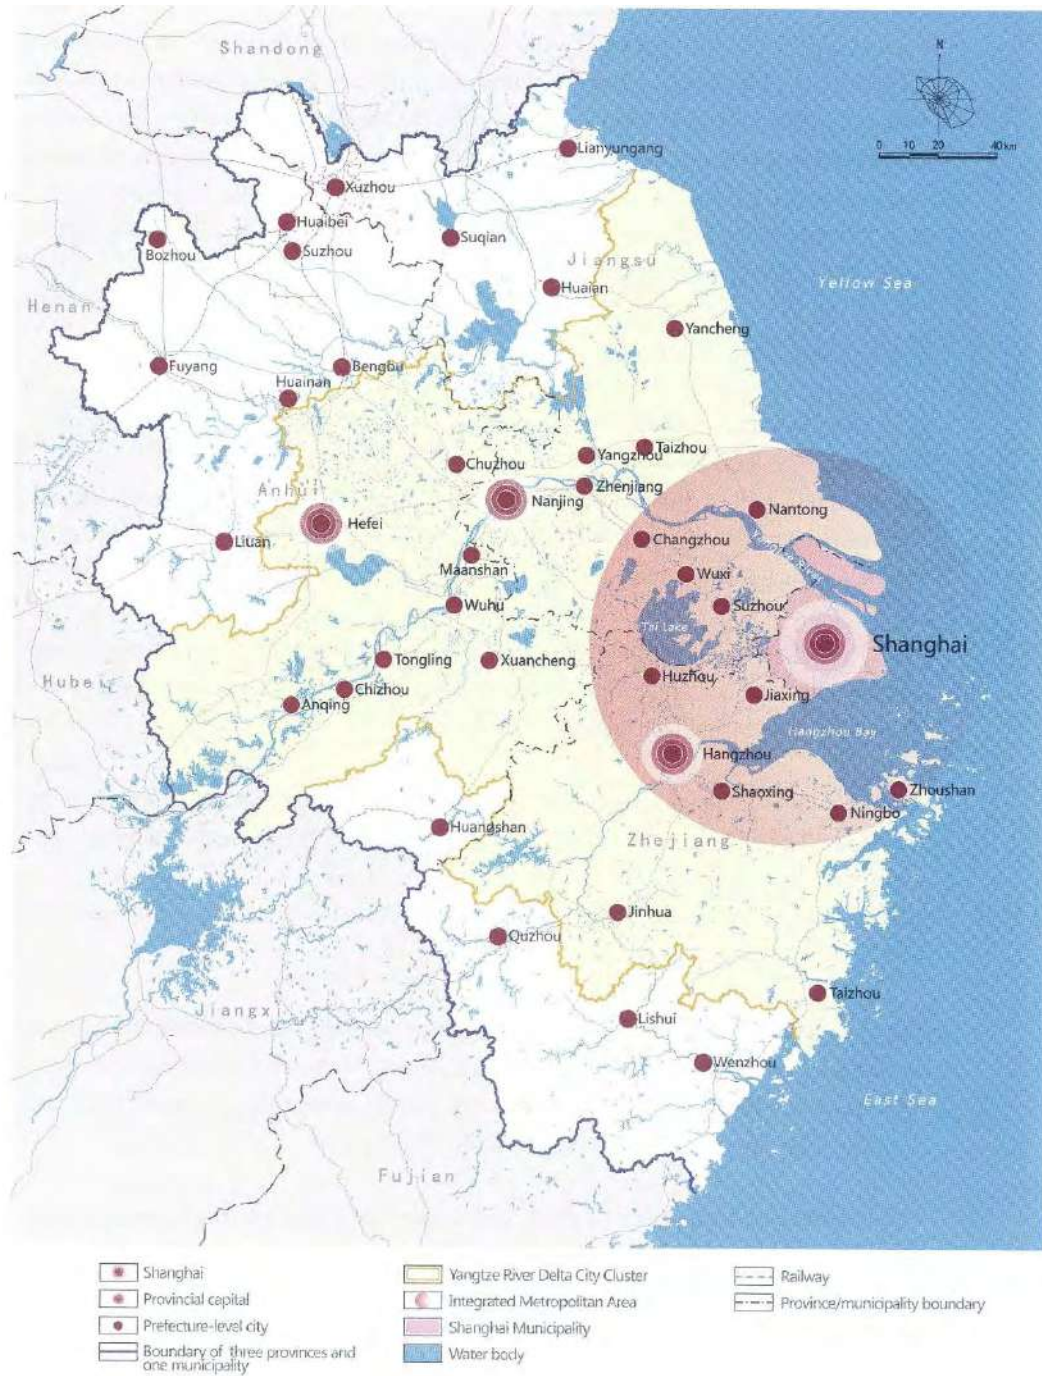 Shandong
N
0 10 20 40 km
Lianyungang
Xuzhou
Huaibei
Suqian
Bozhou
Suzhou
Jiangsu
Yellow Sea
Huaian
Henan
Yancheng
Fuyang
Bengbu
Huainan
Taizhou
Yangzhou
Chuzhou
Anhui
Zhenjiang
Nanjing
Nantong
Hefei
Liuan
Changzhou
Maanshan
Wuxi
Wuhu
Suzhou
Tai Lake
Shanghai
Tongling
Xuancheng
Huzhou
Hubei
Chizhou
Jiaxing
Anqing
Hangzhou Bay
Hangzhou
Shaoxing
Zhoushan
Ningbo
Huangshan
Zhejiang
Jinhua
Quzhou
Taizhou
Jiangxi
Lishui
Wenzhou
East Sea
Fujian
Shanghai
Provincial capital
Prefecture-level city
Boundary of three provinces and
one municipality
Yangtze River Delta City Cluster
Integrated Metropolitan Area
Shanghai Municipality
Water body
Railway
Province/municipality boundary